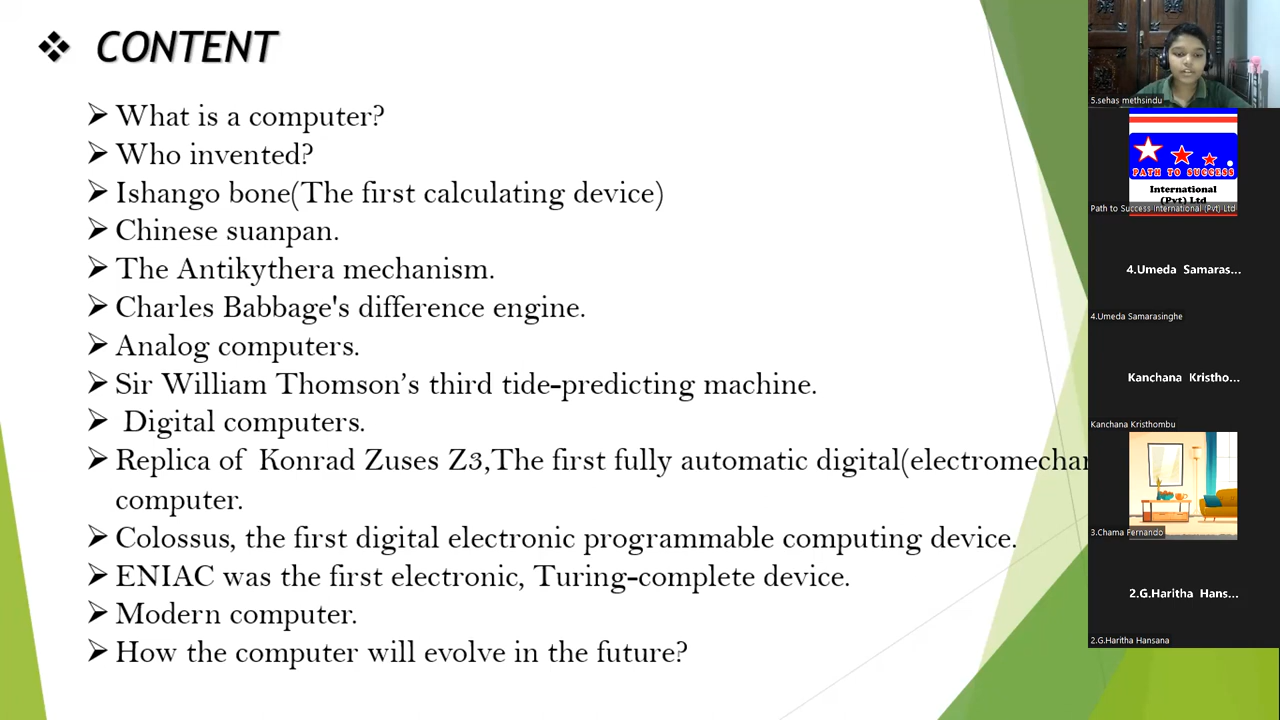 ❖ CONTENT
➢ What is a computer?
➢ Who invented?
➢ Ishango bone(The first calculating device)
➢ Chinese suanpan.
➢ The Antikythera mechanism.
➢ Charles Babbage's difference engine.
➢ Analog computers.
➢ Sir William Thomson’s third tide-predicting machine.
➢ Digital computers.
➢ Replica of Konrad Zuses Z3,The first fully automatic digital(electromechan
computer.
➢ Colossus, the first digital electronic programmable computing device.
➢ ENIAC was the first electronic, Turing-complete device.
➢ Modern computer.
➢ How the computer will evolve in the future?
5.sehas methsindu
PATH TO SUCCESS
International
(Pvt) Ltd
Path to Success International (Pvt) Ltd
4.Umeda Samaras...
4.Umeda Samarasinghe
Kanchana Kristho...
Kanchana Kristhombu
3.Chama Fernando
2.G.Haritha Hans...
2.G.Haritha Hansana